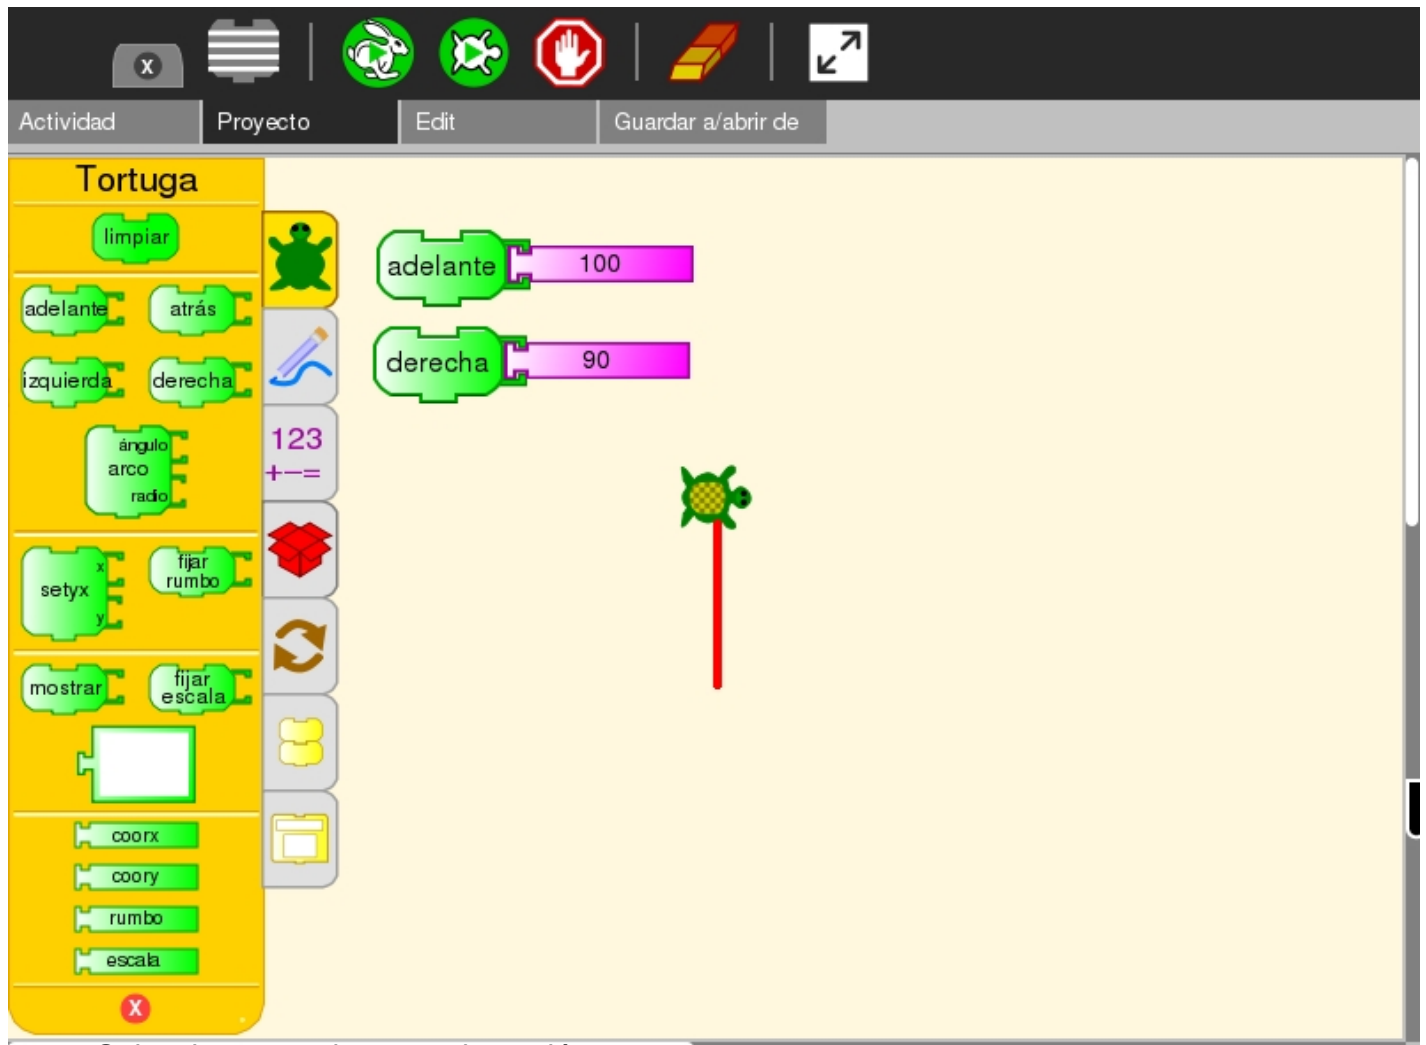 X
Actividad
Proyecto
Edit
Guardar a/abrir de
Tortuga
limpiar
adelante
atrás
izquierda
derecha
ángulo
arco
radio
x
setyx
y
fijar
rumbo
mostrar
fijar
escala
coorx
coory
rumbo
escala
X
123
+−=
adelante 100
derecha 90